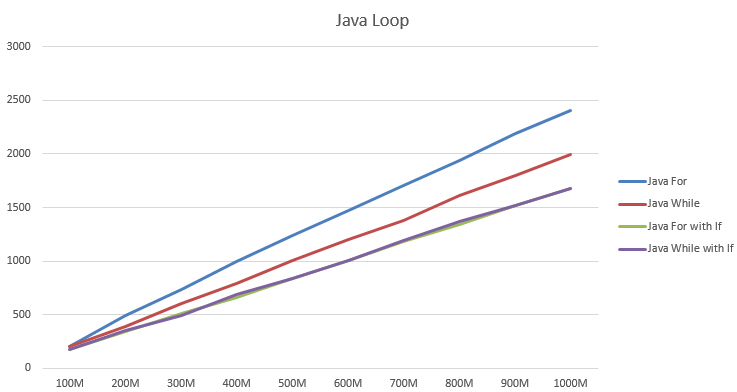 Java Loop
3000
2500
2000
1500
1000
500
0
100M 200M 300M 400M 500M 600M 700M 800M 900M 1000M
Java For
Java While
Java For with If
Java While with If